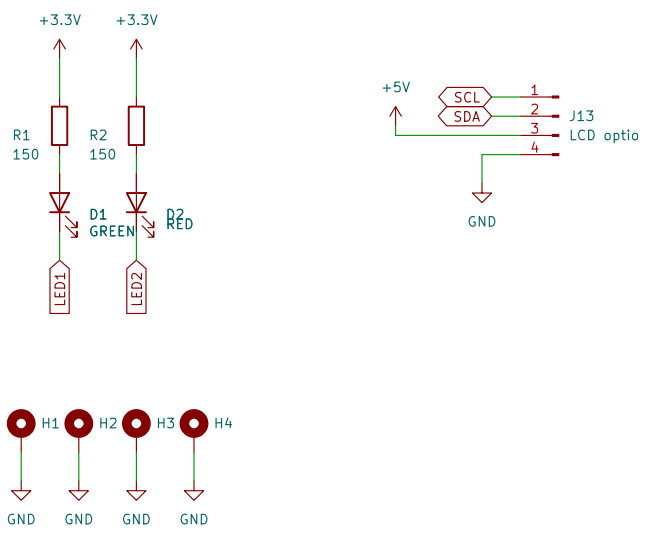 +3.3V
+3.3V
R1
150
R2
150
D1
GREEN
D2
RED
LED1
LED2
+5V
SCL
SDA
1
2
3
4
J13
LCD optio
GND
H1
H2
H3
H4
GND
GND
GND
GND